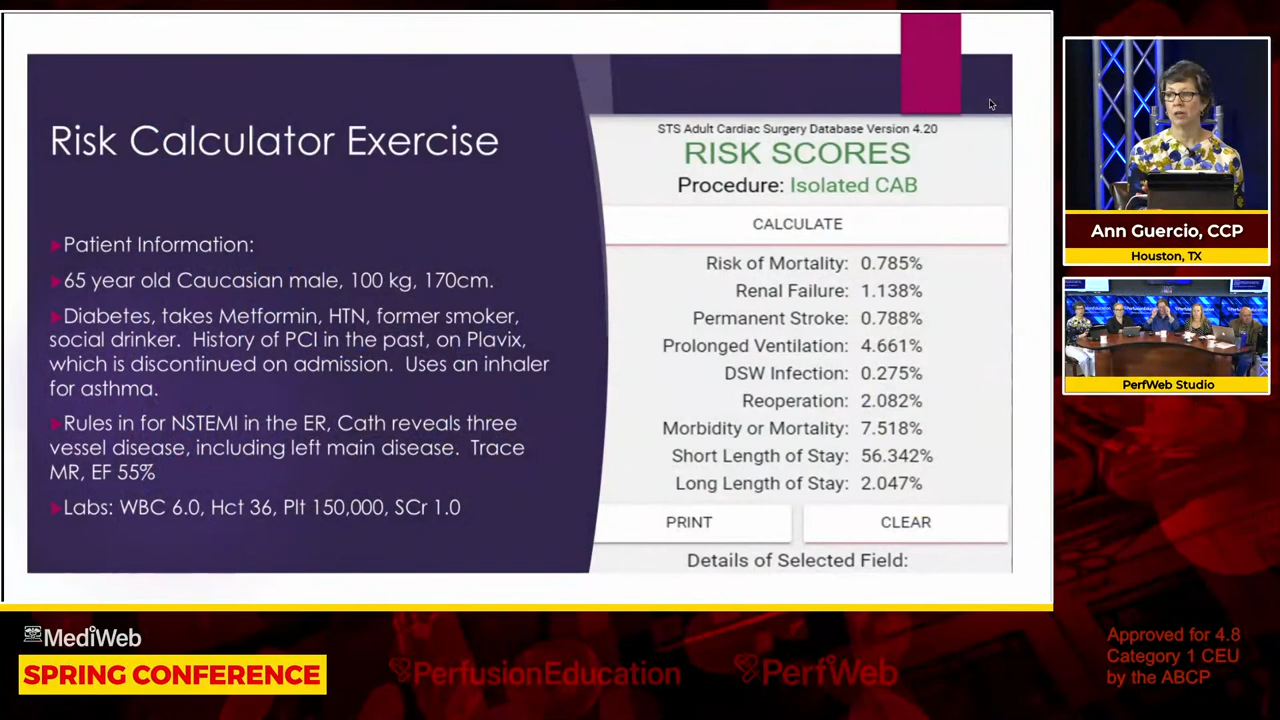 Risk Calculator Exercise
Patient Information:
65 year old Caucasian male, 100 kg, 170cm.
Diabetes, takes Metformin, HTN, former smoker,
social drinker. History of PCI in the past, on Plavix,
which is discontinued on admission. Uses an inhaler
for asthma.
Rules in for NSTEMI in the ER, Cath reveals three
vessel disease, including left main disease. Trace
MR, EF 55%
Labs: WBC 6.0, Hct 36, Plt 150,000, SCr 1.0
STS Adult Cardiac Surgery Database Version 4.20
RISK SCORES
Procedure: Isolated CAB
CALCULATE
Risk of Mortality: 0.785%
Renal Failure: 1.138%
Permanent Stroke: 0.788%
Prolonged Ventilation: 4.661%
DSW Infection: 0.275%
Reoperation: 2.082%
Morbidity or Mortality: 7.518%
Short Length of Stay: 56.342%
Long Length of Stay: 2.047%
PRINT CLEAR
Details of Selected Field:
Ann Guercio, CCP
Houston, TX
PerfWeb Studio
MediWeb
SPRING CONFERENCE
PerfusionEducation PerfWeb
Approved for 4.8
Category 1 CEU
by the ABCP